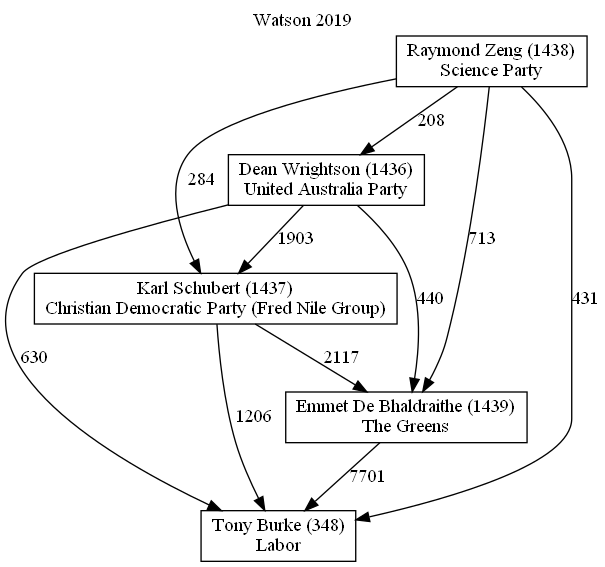 Watson 2019
Raymond Zeng (1438)
Science Party
208
Dean Wrightson (1436)
United Australia Party
284
1903
713
440
431
Karl Schubert (1437)
Christian Democratic Party (Fred Nile Group)
630
2117
1206
Emmet De Bhaldraithe (1439)
The Greens
7701
Tony Burke (348)
Labor